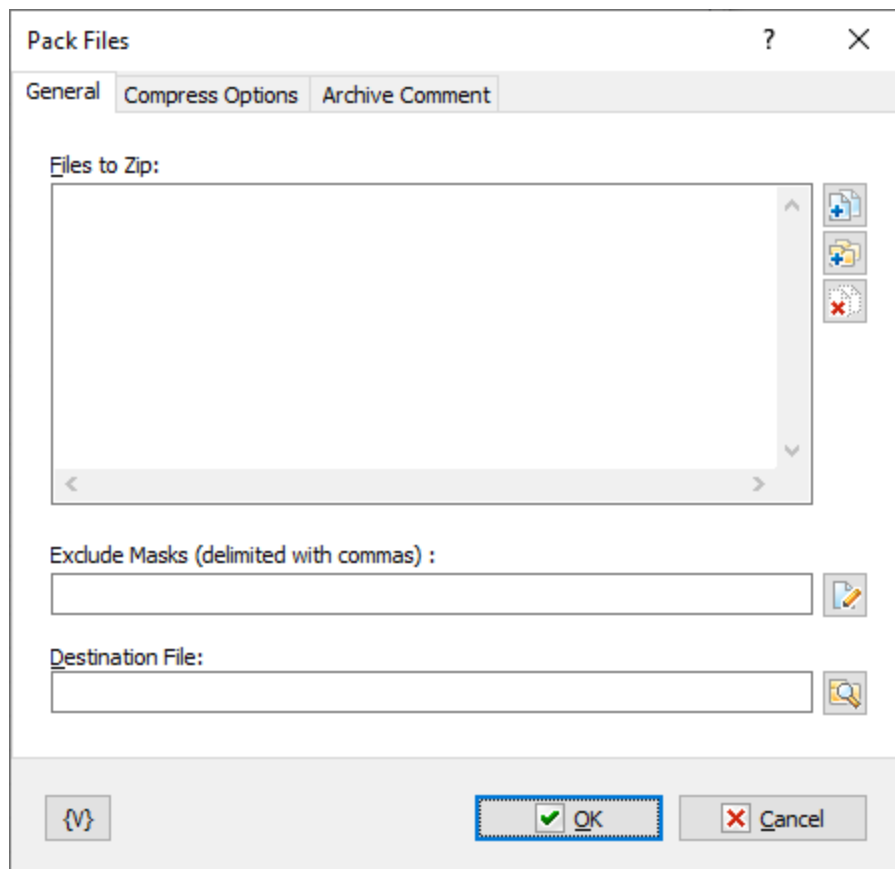 Pack Files ?
General Compress Options Archive Comment
Files to Zip:
Exclude Masks (delimited with commas) :
Destination File:
{V} OK Cancel